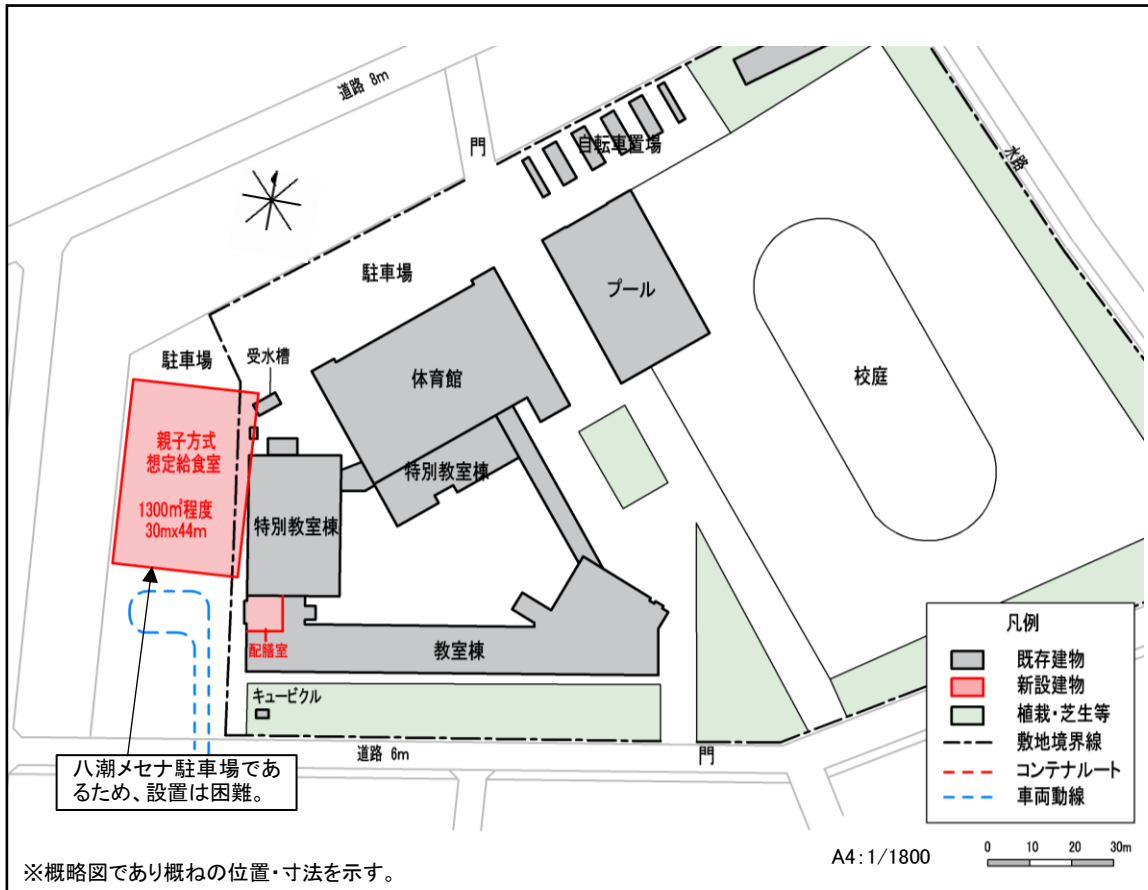 道路 8m
門
自転車置場
水路
駐車場
プール
駐車場
受水槽
体育館
校庭
親子方式
想定給食室
1300㎡程度
30mx44m
特別教室棟
特別教室棟
配膳室
教室棟
キュービクル
道路 6m
門
八潮メセナ駐車場であ
るため、設置は困難。
凡例
既存建物
新設建物
植栽・芝生等
敷地境界線
コンテナルート
車両動線
A4:1/1800
0 10 20 30m
※概略図であり概ねの位置・寸法を示す。